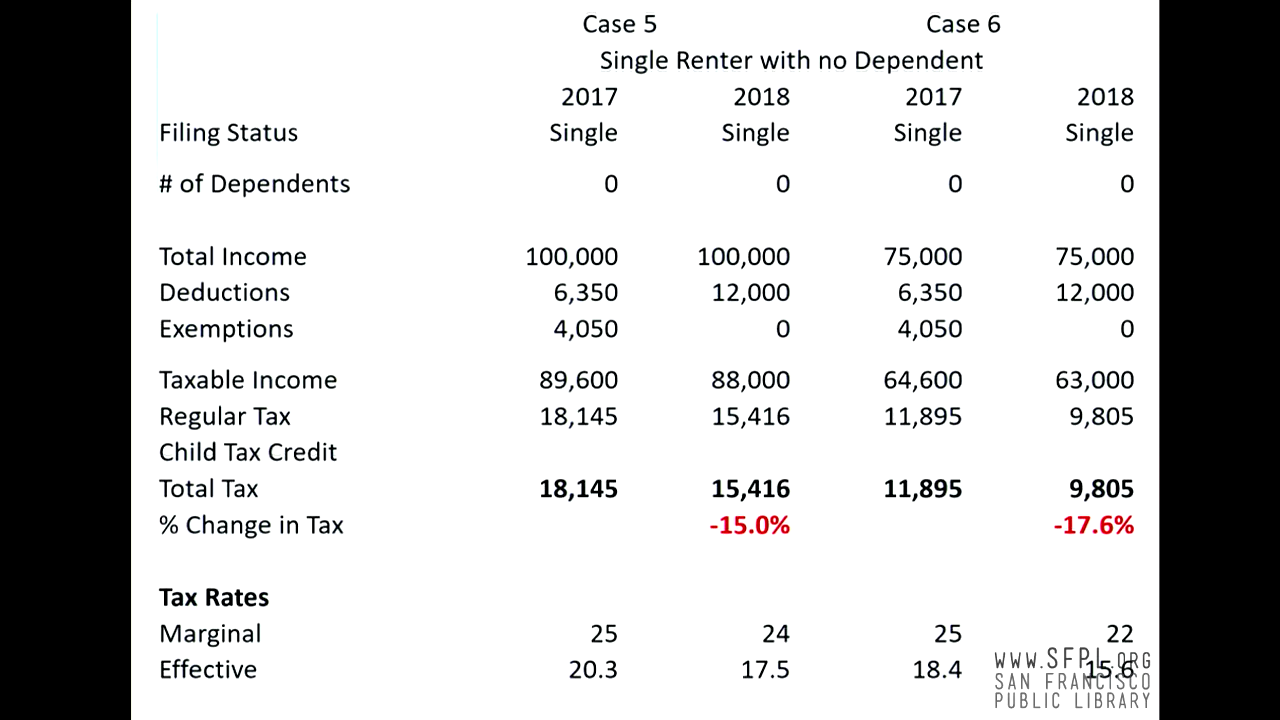 Case 5 Case 6
Single Renter with no Dependent
2017 2018 2017 2018
Filing Status Single Single Single Single
# of Dependents 0 0 0 0
Total Income 100,000 100,000 75,000 75,000
Deductions 6,350 12,000 6,350 12,000
Exemptions 4,050 0 4,050 0
Taxable Income 89,600 88,000 64,600 63,000
Regular Tax 18,145 15,416 11,895 9,805
Child Tax Credit
Total Tax 18,145 15,416 11,895 9,805
% Change in Tax -15.0% -17.6%
Tax Rates
Marginal 25 24 25 22
Effective 20.3 17.5 18.4 15.6
WWW.SFPL.ORG
SAN FRANCISCO
PUBLIC LIBRARY